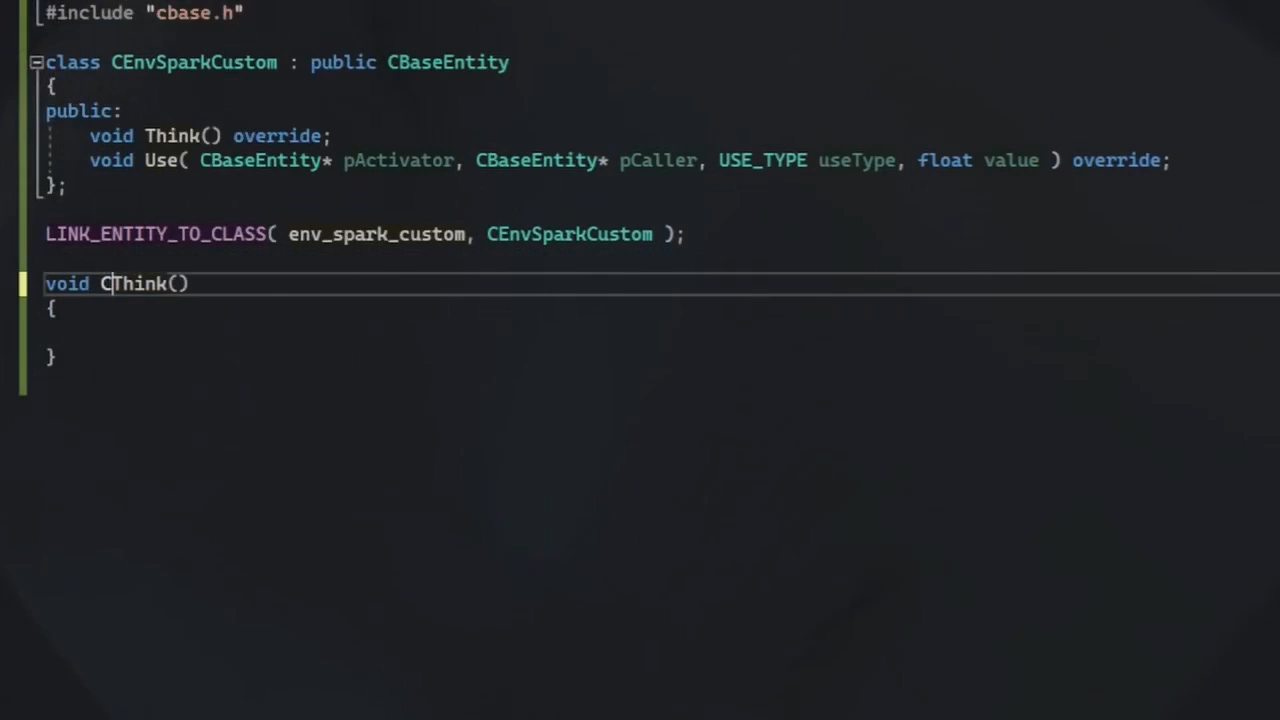 #include "cbase.h"
class CEnvSparkCustom : public CBaseEntity
{
public:
void Think() override;
void Use( CBaseEntity* pActivator, CBaseEntity* pCaller, USE_TYPE useType, float value ) override;
};
LINK_ENTITY_TO_CLASS( env_spark_custom, CEnvSparkCustom );
void CThink()
{
}